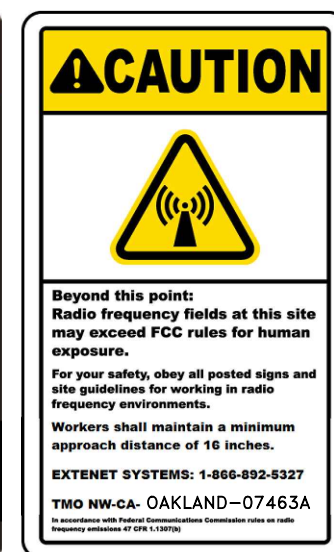 CAUTION
Beyond this point:
Radio frequency fields at this site
may exceed FCC rules for human
exposure.
For your safety, obey all posted signs and
site guidelines for working in radio
frequency environments.
Workers shall maintain a minimum
approach distance of 16 inches.
EXTENET SYSTEMS: 1-866-892-5327
TMO NW-CA- OAKLAND-07463A
In accordance with Federal Communications Commission rules on radio
frequency emissions 47 CFR 1.1307(b)